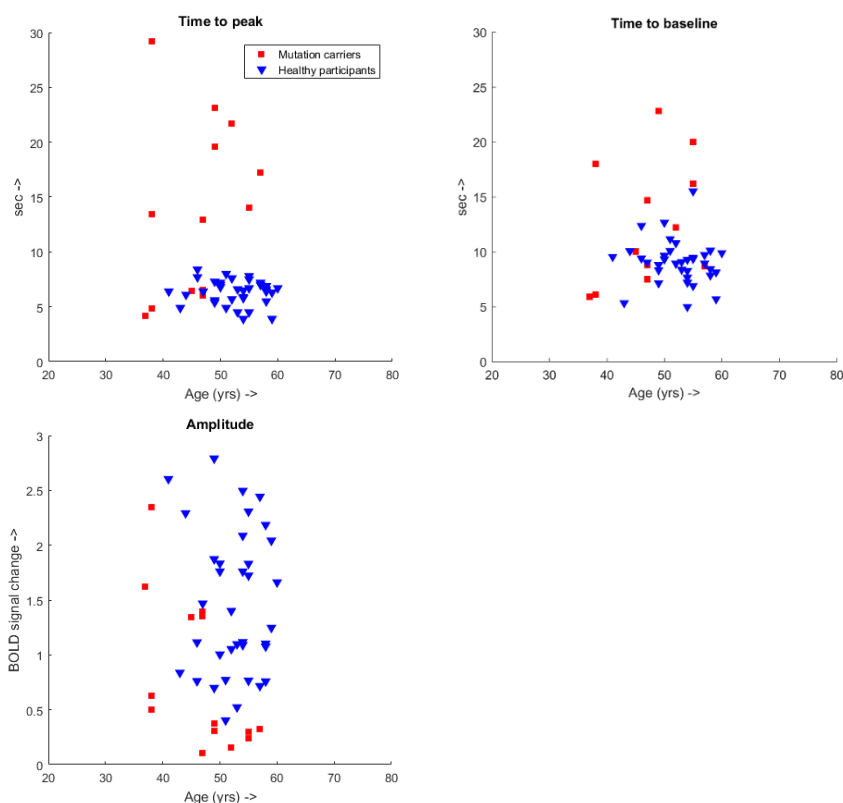 Time to peak
30
25
20
15
10
5
0
sec ->
20 30 40 50 60 70 80
Age (yrs) ->
Mutation carriers
Healthy participants
Time to baseline
30
25
20
15
10
5
0
sec ->
20 30 40 50 60 70 80
Age (yrs) ->
Amplitude
3
2.5
2
1.5
1
0.5
0
BOLD signal change ->
20 30 40 50 60 70 80
Age (yrs) ->